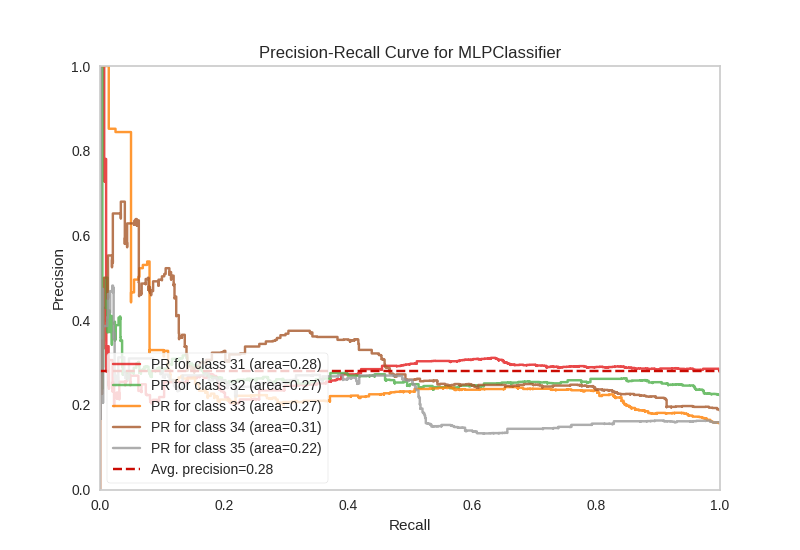 Precision-Recall Curve for MLPClassifier
1.0
0.8
0.6
0.4
0.2
0.0
Precision
PR for class 31 (area=0.28)
PR for class 32 (area=0.27)
PR for class 33 (area=0.27)
PR for class 34 (area=0.31)
PR for class 35 (area=0.22)
Avg. precision=0.28
0.0 0.2 0.4 0.6 0.8 1.0
Recall